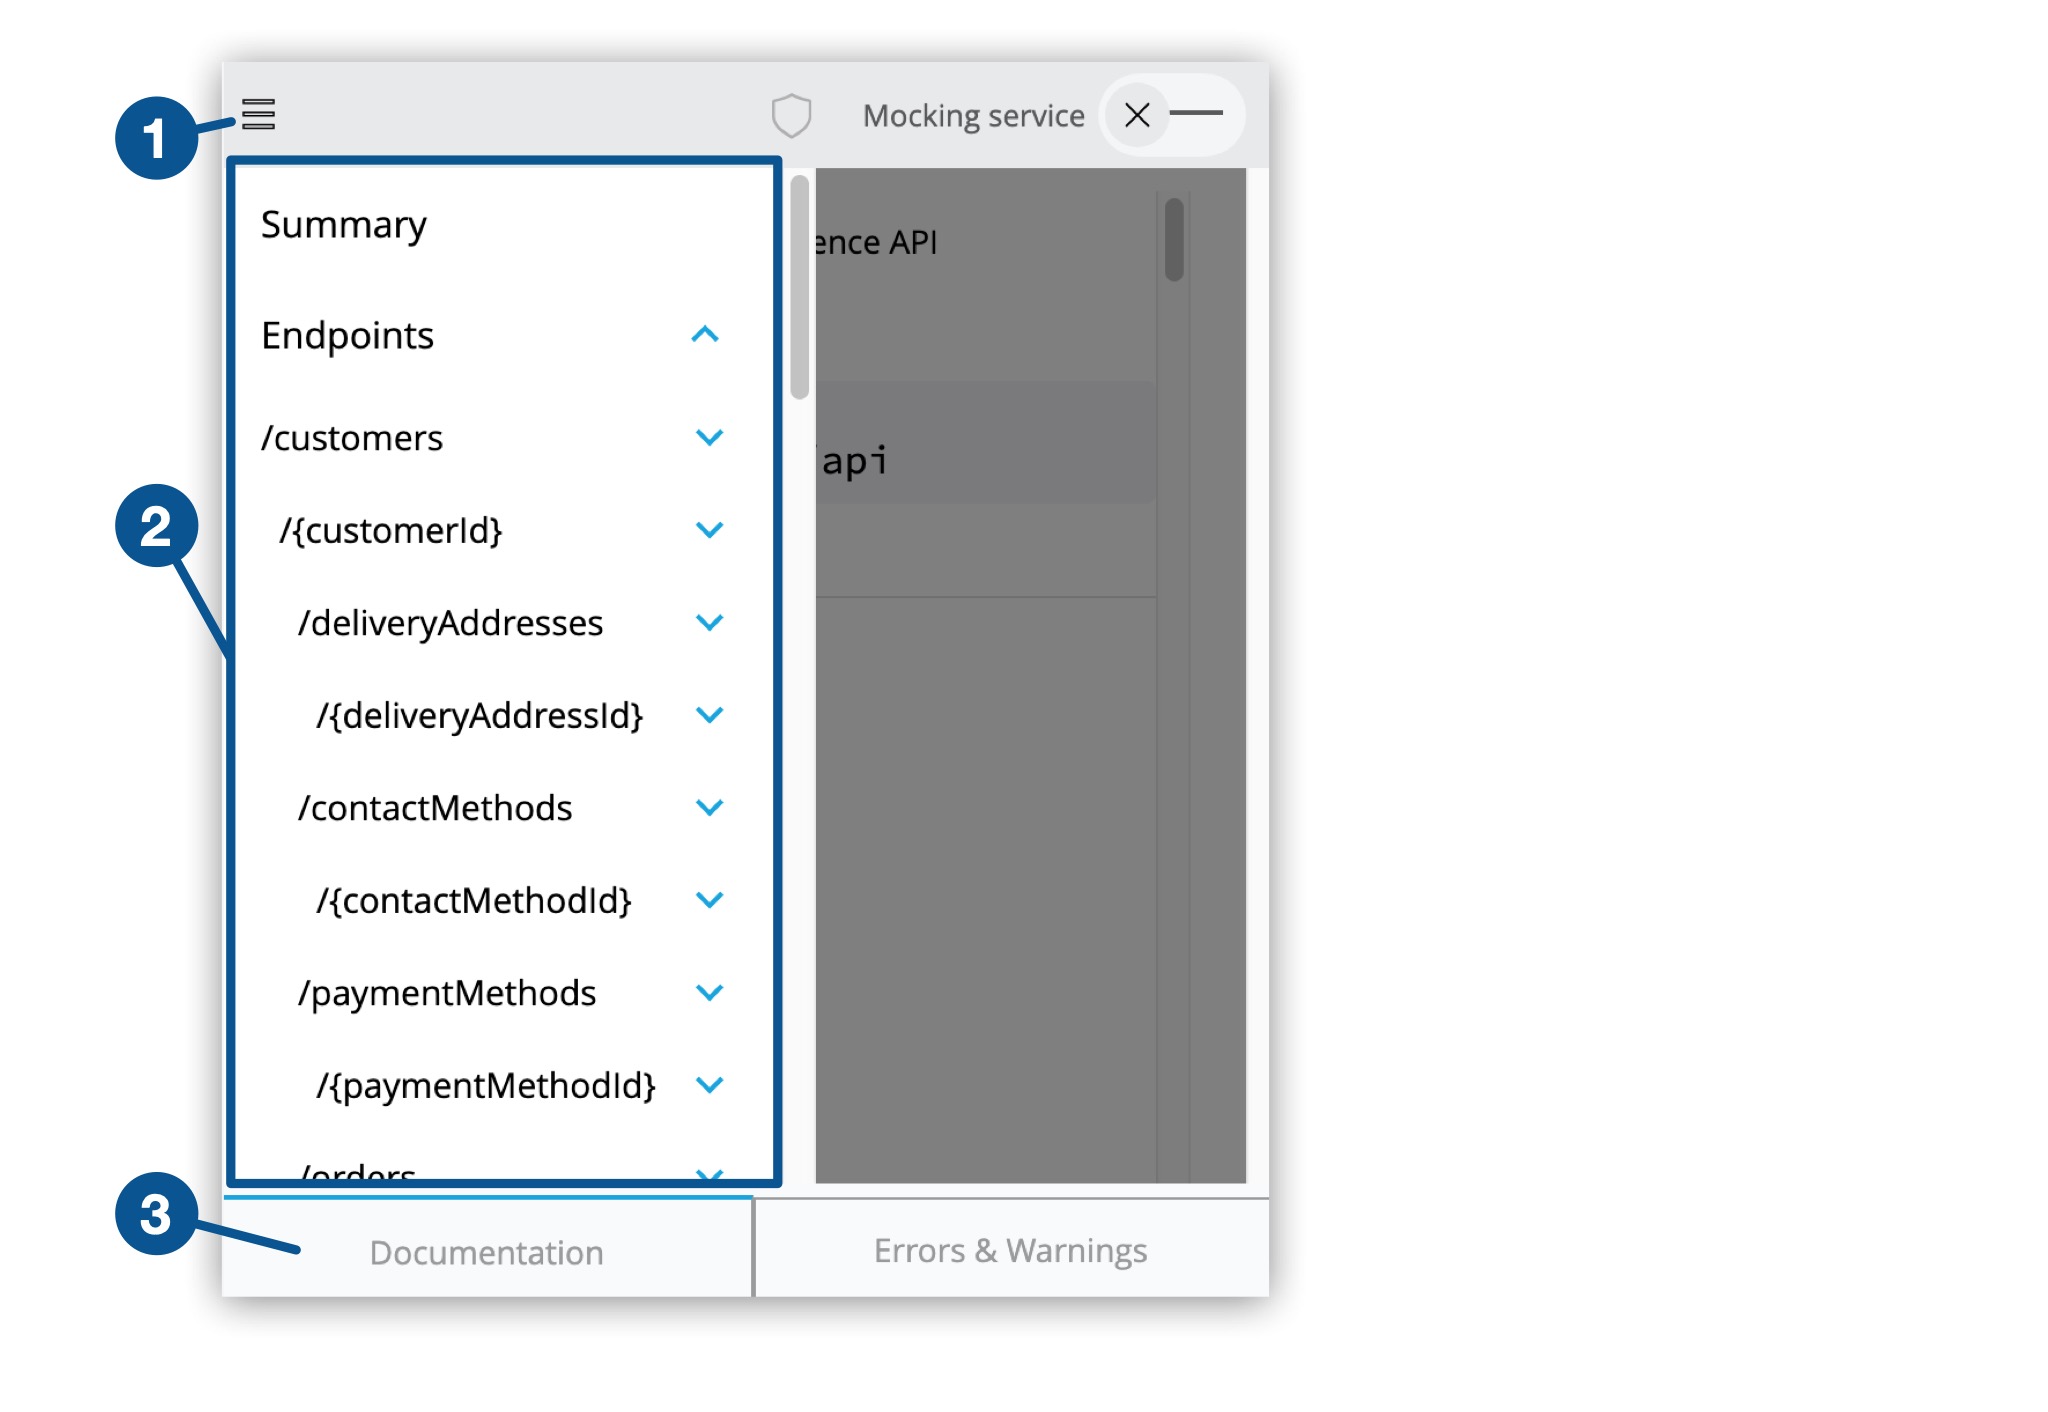 1
Mocking service
Summary
ence API
Endpoints
/customers
api
2
/{customerId}
/deliveryAddresses
/{deliveryAddressId}
/contactMethods
/{contactMethodId}
/paymentMethods
/{paymentMethodId}
/orders
3
Documentation
Errors & Warnings